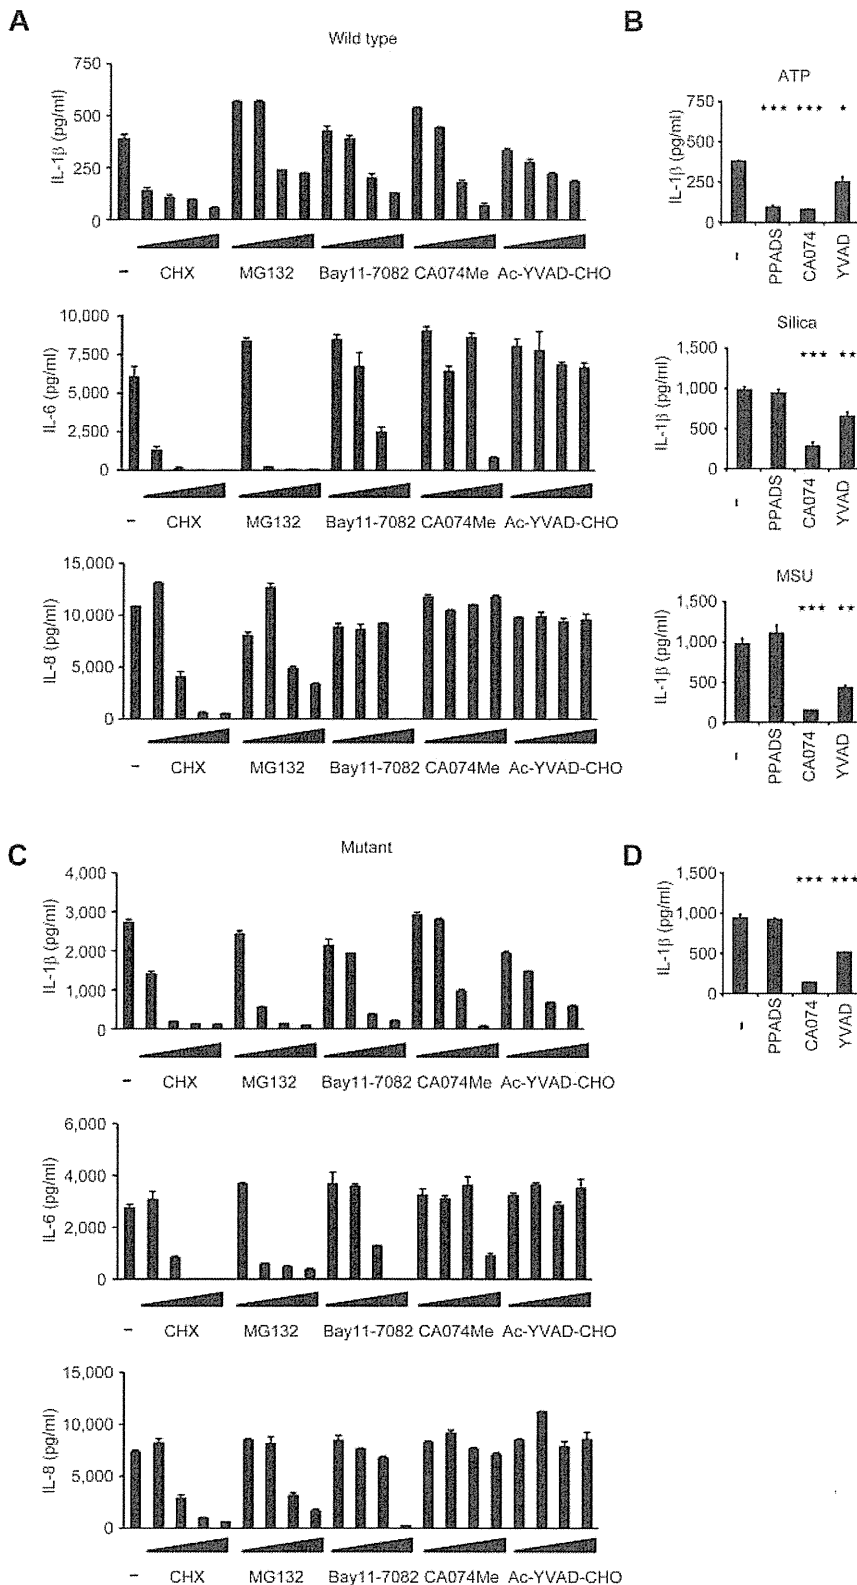 A
Wild type
750
500
250
0
IL-1β (pg/ml)
– CHX MG132 Bay11-7082 CA074Me Ac-YVAD-CHO
10,000
7,500
5,000
2,500
0
IL-6 (pg/ml)
– CHX MG132 Bay11-7082 CA074Me Ac-YVAD-CHO
15,000
10,000
5,000
0
IL-8 (pg/ml)
– CHX MG132 Bay11-7082 CA074Me Ac-YVAD-CHO
B
ATP
750
500
250
0
IL-1β (pg/ml)
*** *** *
– PPADS CA074 YVAD
Silica
1,500
1,000
500
0
IL-1β (pg/ml)
*** **
– PPADS CA074 YVAD
MSU
1,500
1,000
500
0
IL-1β (pg/ml)
*** **
– PPADS CA074 YVAD
C
Mutant
4,000
3,000
2,000
1,000
0
IL-1β (pg/ml)
– CHX MG132 Bay11-7082 CA074Me Ac-YVAD-CHO
6,000
4,000
2,000
0
IL-6 (pg/ml)
– CHX MG132 Bay11-7082 CA074Me Ac-YVAD-CHO
15,000
10,000
5,000
0
IL-8 (pg/ml)
– CHX MG132 Bay11-7082 CA074Me Ac-YVAD-CHO
D
1,500
1,000
500
0
IL-1β (pg/ml)
*** ***
– PPADS CA074 YVAD